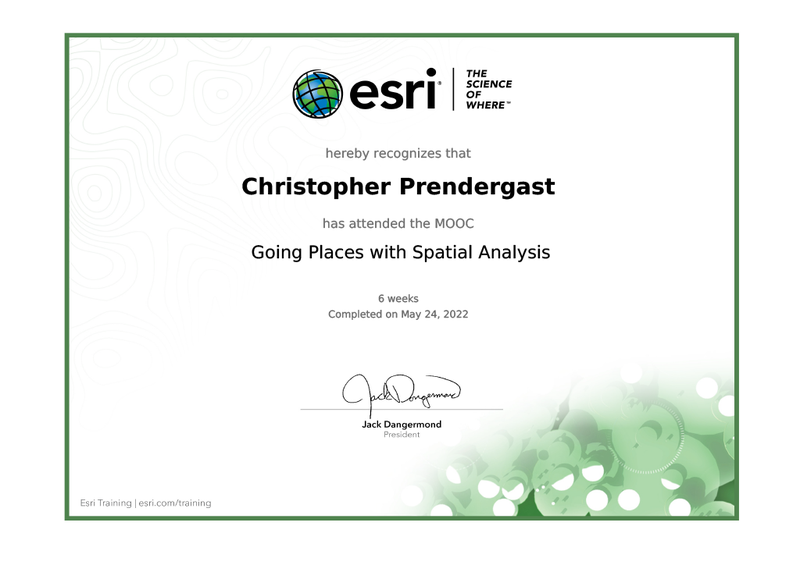 esri
THE
SCIENCE
OF
WHERE™
hereby recognizes that
Christopher Prendergast
has attended the MOOC
Going Places with Spatial Analysis
6 weeks
Completed on May 24, 2022
Jack Dangermond
Jack Dangermond
President
Esri Training | esri.com/training